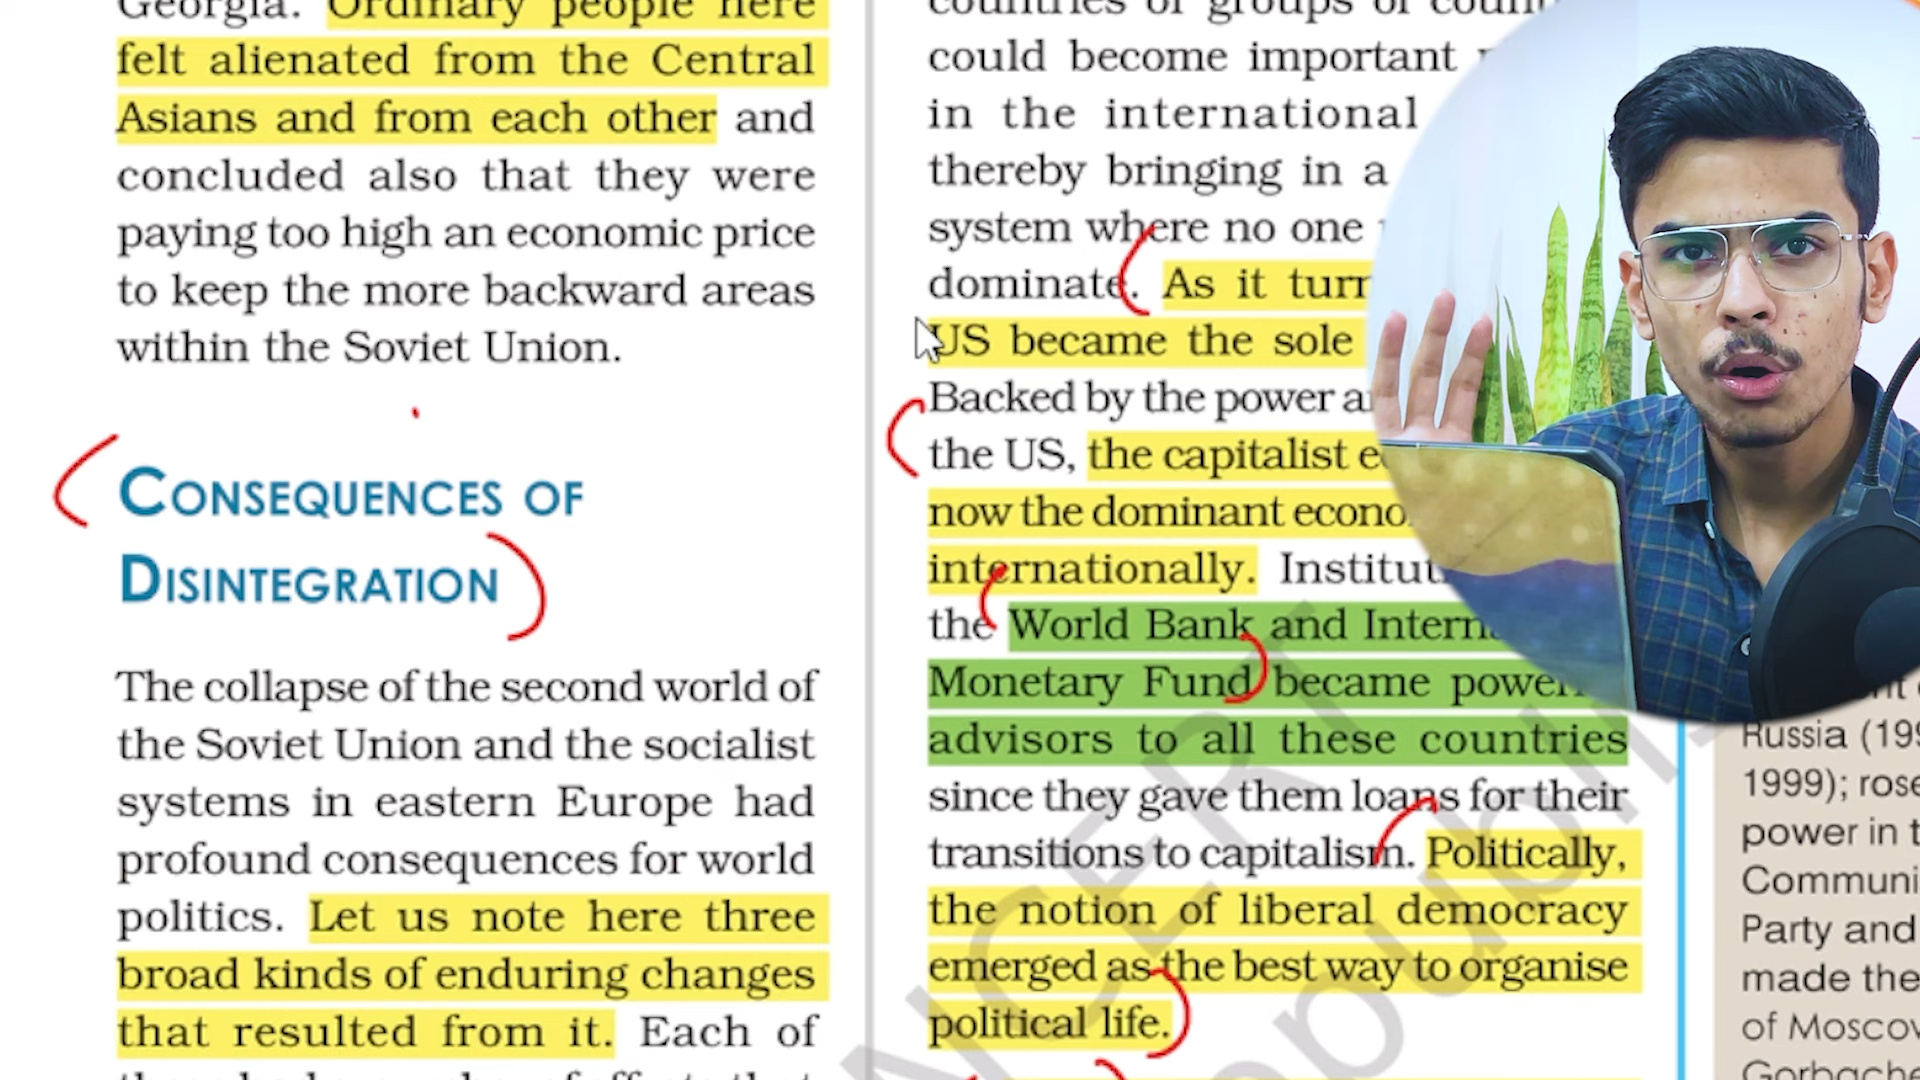 Georgia. Ordinary people here
felt alienated from the Central
Asians and from each other and
concluded also that they were
paying too high an economic price
to keep the more backward areas
within the Soviet Union.
CONSEQUENCES OF
DISINTEGRATION
The collapse of the second world of
the Soviet Union and the socialist
systems in eastern Europe had
profound consequences for world
politics. Let us note here three
broad kinds of enduring changes
that resulted from it. Each of
countries or groups of
could become important
in the international
thereby bringing in a
system where no one
dominate. As it
US became the sole
Backed by the power
the US, the capitalist
now the dominant
internationally.
the World Bank and
Monetary Fund became
advisors to all these countries
since they gave them loans for their
transitions to capitalism. Politically,
the notion of liberal democracy
emerged as the best way to organise
political life.
Russia (19
1999); rose
power in
Party and
made the
of
NCERT